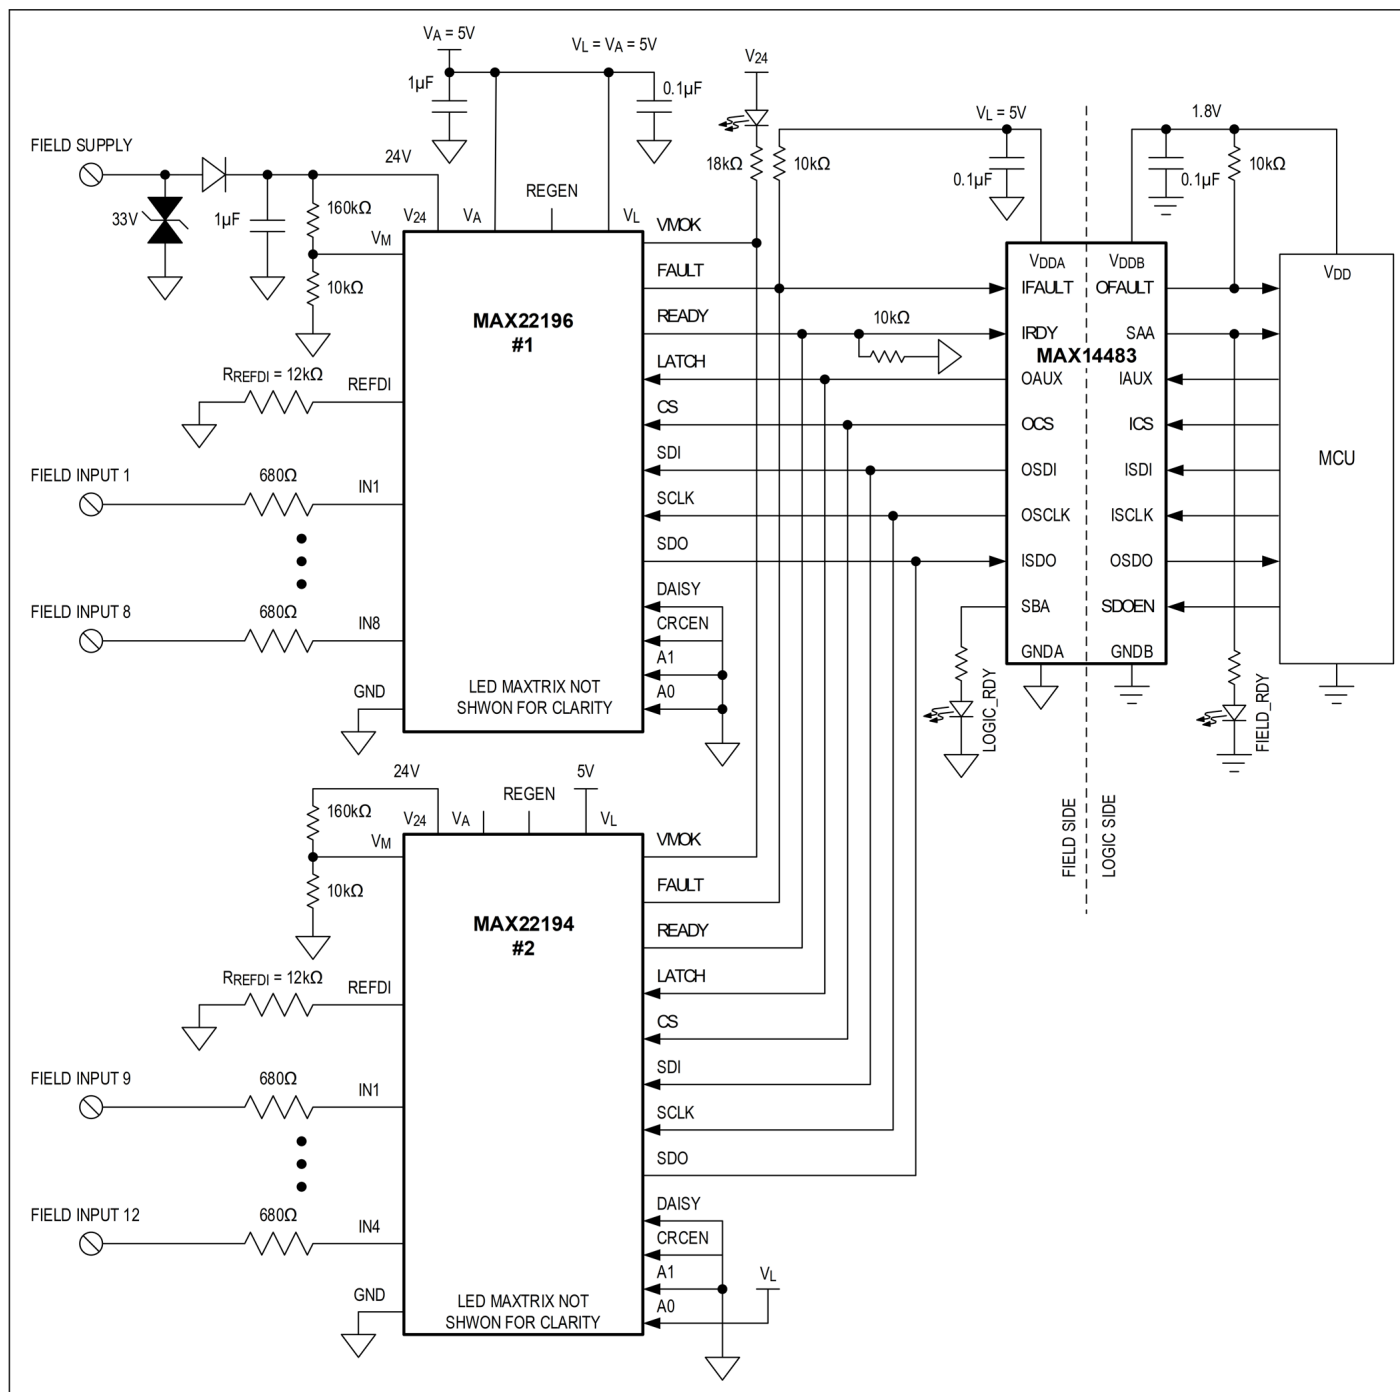 VA = 5V
VL = VA = 5V
1µF
0.1µF
V24
VL = 5V
1.8V
FIELD SUPPLY
24V
18kΩ
10kΩ
0.1µF
0.1µF
10kΩ
33V
1µF
160kΩ
10kΩ
V24
VA
REGEN
VL
VM
MAX22196
#1
VMOK
FAULT
READY
LATCH
CS
SDI
SCLK
SDO
DAISY
CRCEN
A1
A0
10kΩ
RREFDI = 12kΩ
REFDI
FIELD INPUT 1
680Ω
IN1
FIELD INPUT 8
680Ω
IN8
GND
LED MAXTRIX NOT
SHWON FOR CLARITY
VDDA
VDDB
IFAULT
OFAULT
IRDY
SAA
MAX14483
OAUX
IAUX
OCS
ICS
OSDI
ISDI
OSCLK
ISCLK
ISDO
OSDO
SBA
SDOEN
GNDA
GNDB
VDD
MCU
LOGIC_RDY
FIELD_RDY
FIELD SIDE
LOGIC SIDE
24V
5V
160kΩ
10kΩ
V24
VA
REGEN
VL
VM
MAX22194
#2
VMOK
FAULT
READY
LATCH
CS
SDI
SCLK
SDO
DAISY
CRCEN
A1
A0
VL
RREFDI = 12kΩ
REFDI
FIELD INPUT 9
680Ω
IN1
FIELD INPUT 12
680Ω
IN4
GND
LED MAXTRIX NOT
SHWON FOR CLARITY